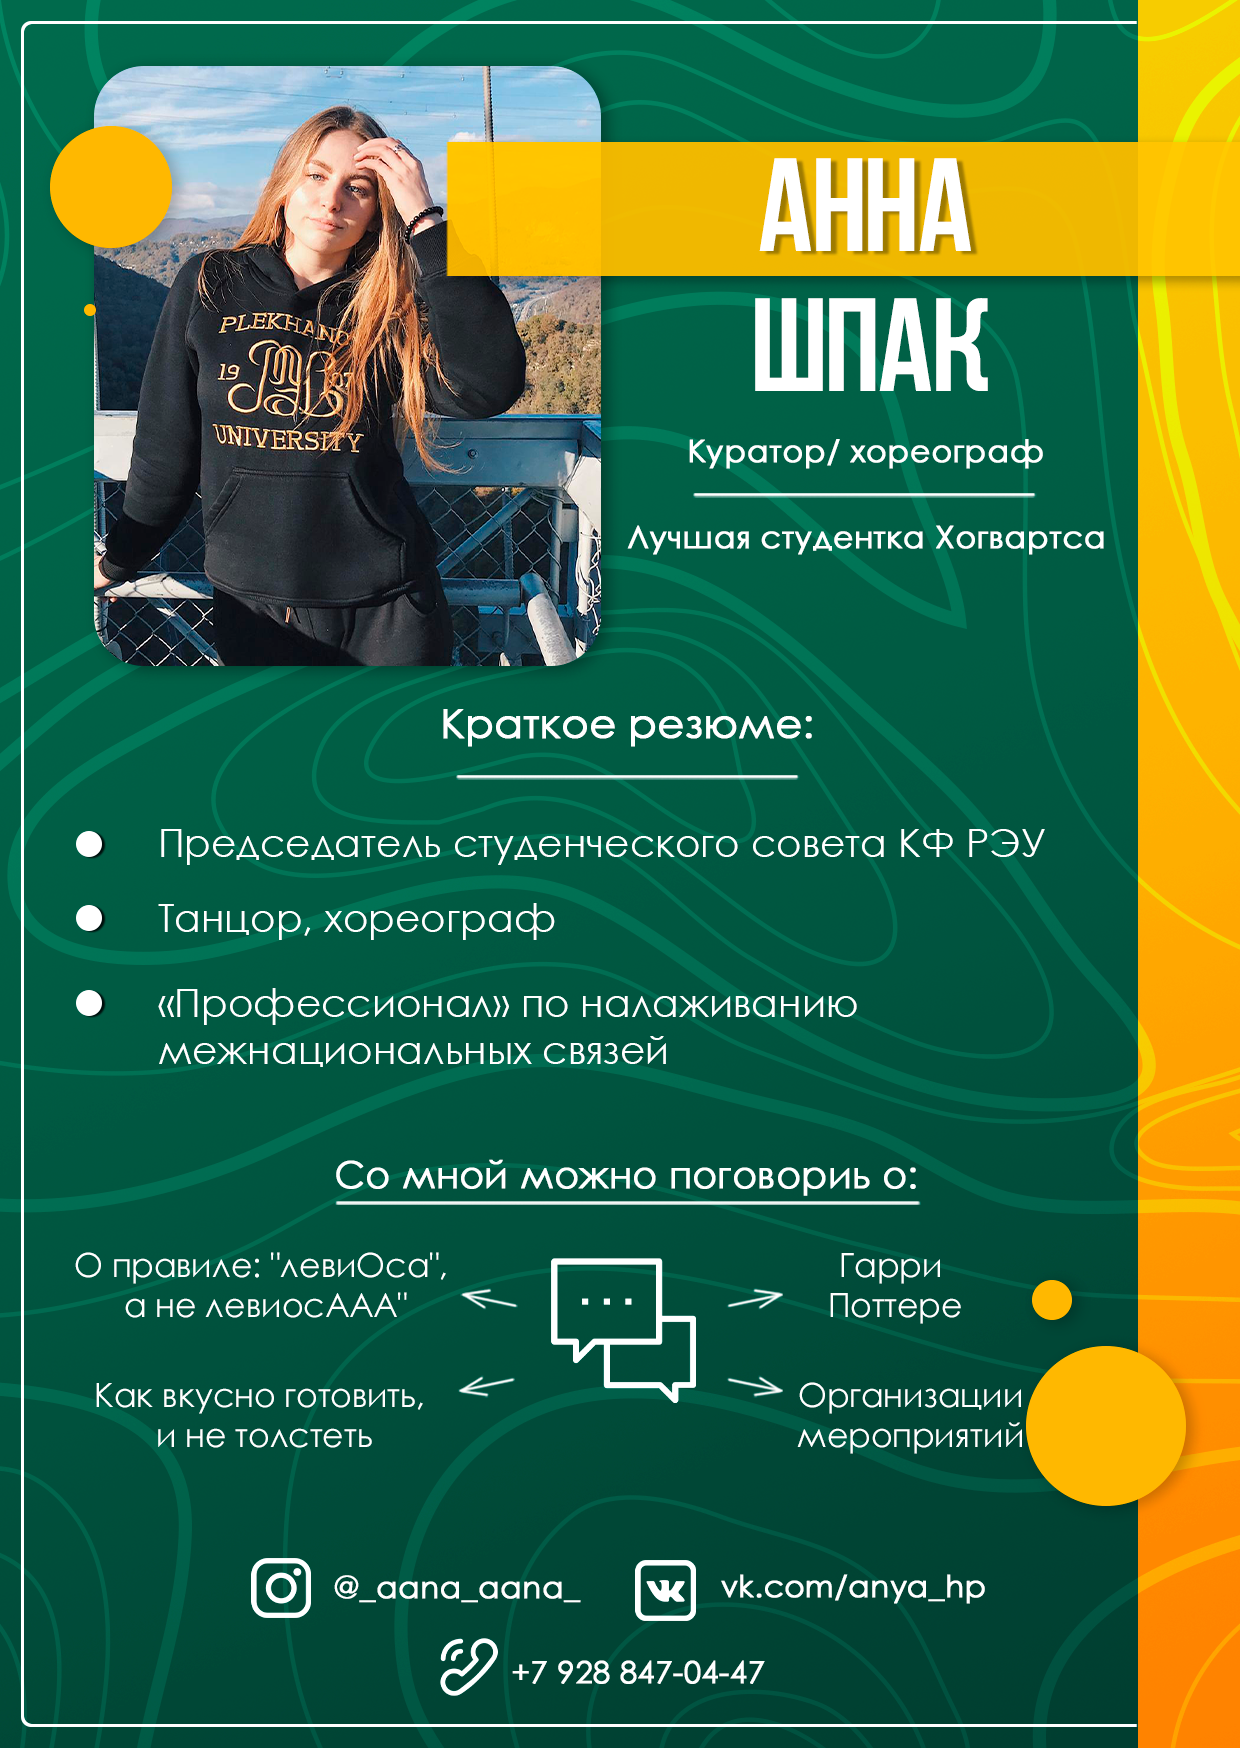 АННА
ШПАК
Куратор/ хореограф
Лучшая студентка Хогвартса
PLEKHANO
19 07
UNIVERSITY
Краткое резюме:
Председатель студенческого совета КФ РЭУ
Танцор, хореограф
«Профессионал» по налаживанию
межнациональных связей
Со мной можно поговориь о:
О правиле: "левиОса",
а не левиосААА"
Гарри
Поттере
Как вкусно готовить,
и не толстеть
Организации
мероприятий
@_aana_aana_
vk.com/anya_hp
+7 928 847-04-47